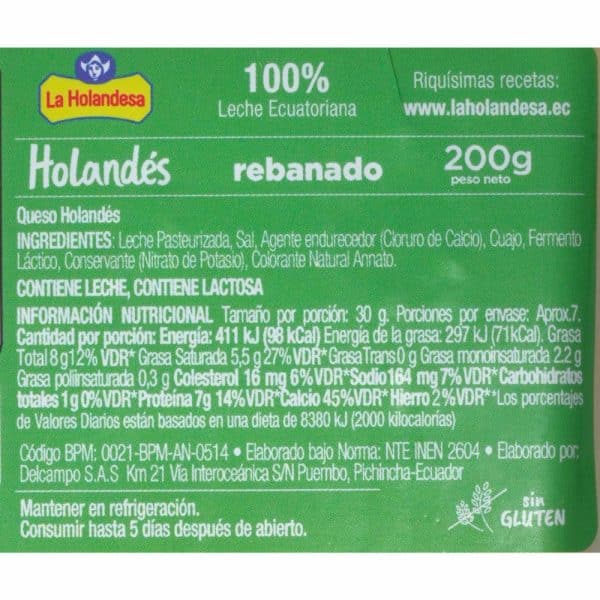 La Holandesa
100%
Leche Ecuatoriana
Riquísimas recetas:
www.laholandesa.ec
Holandés
rebanado
200g
peso neto
Queso Holandés
INGREDIENTES: Leche Pasteurizada, Sal, Agente endurecedor (Cloruro de Calcio), Cuajo, Fermento
Láctico, Conservante (Nitrato de Potasio), Colorante Natural Annato.
CONTIENE LECHE, CONTIENE LACTOSA
INFORMACIÓN NUTRICIONAL Tamaño por porción: 30 g. Porciones por envase: Aprox.7.
Cantidad por porción: Energía: 411 kJ (98 kCal) Energía de la grasa: 297 kJ (71kCal). Grasa
Total 8 g12% VDR* Grasa Saturada 5,5 g 27% VDR* Grasa Trans 0 g Grasa monoinsaturada 2.2 g
Grasa poliinsaturada 0,3 g Colesterol 16 mg 6% VDR* Sodio 164 mg 7% VDR* Carbohidratos
totales 1 g 0% VDR* Proteína 7g 14% VDR* Calcio 45% VDR* Hierro 2% VDR* *Los porcentajes
de Valores Diarios están basados en una dieta de 8380 kJ (2000 kilocalorías)
Código BPM: 0021-BPM-AN-0514 • Elaborado bajo Norma: NTE INEN 2604 • Elaborado por:
Delcampo S.A.S Km 21 Vía Interoceánica S/N Puembo, Pichincha-Ecuador
Mantener en refrigeración.
Consumir hasta 5 días después de abierto.
sin
GLUTEN